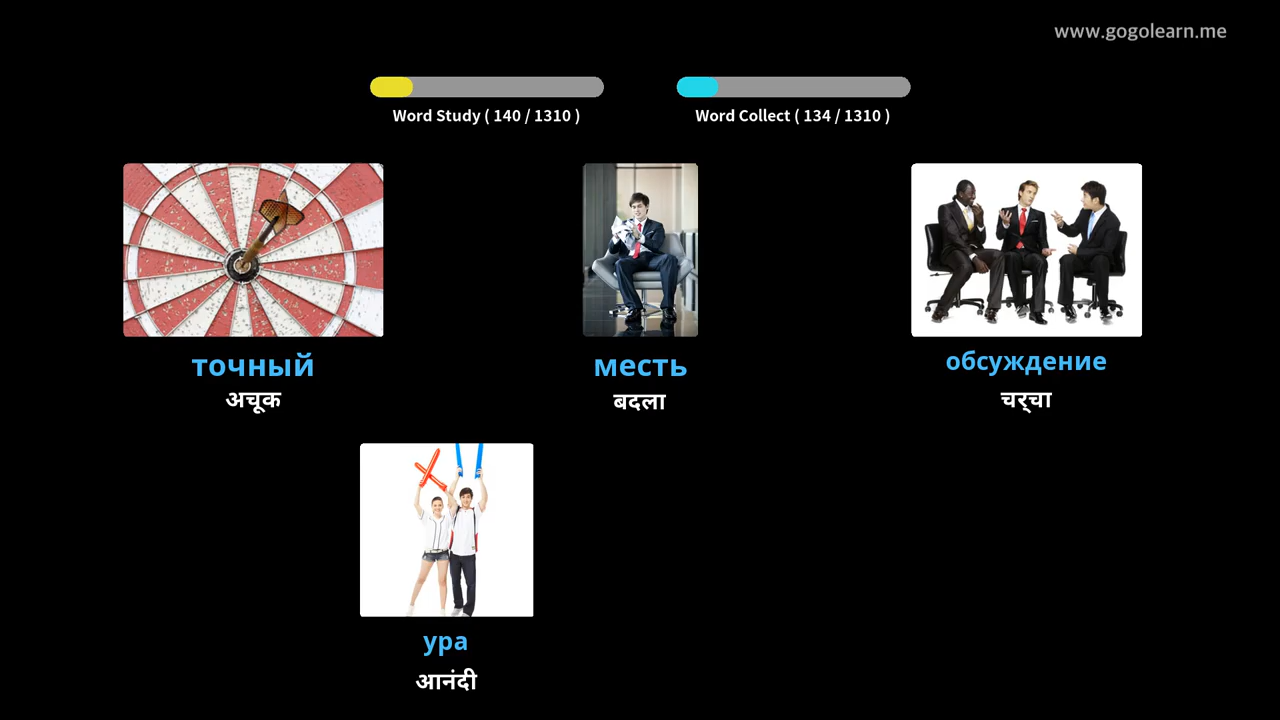 www.gogolearn.me
Word Study ( 140 / 1310 )
Word Collect ( 134 / 1310 )
точный
अचूक
месть
बदला
обсуждение
चर्‌चा
ура
आनंदी